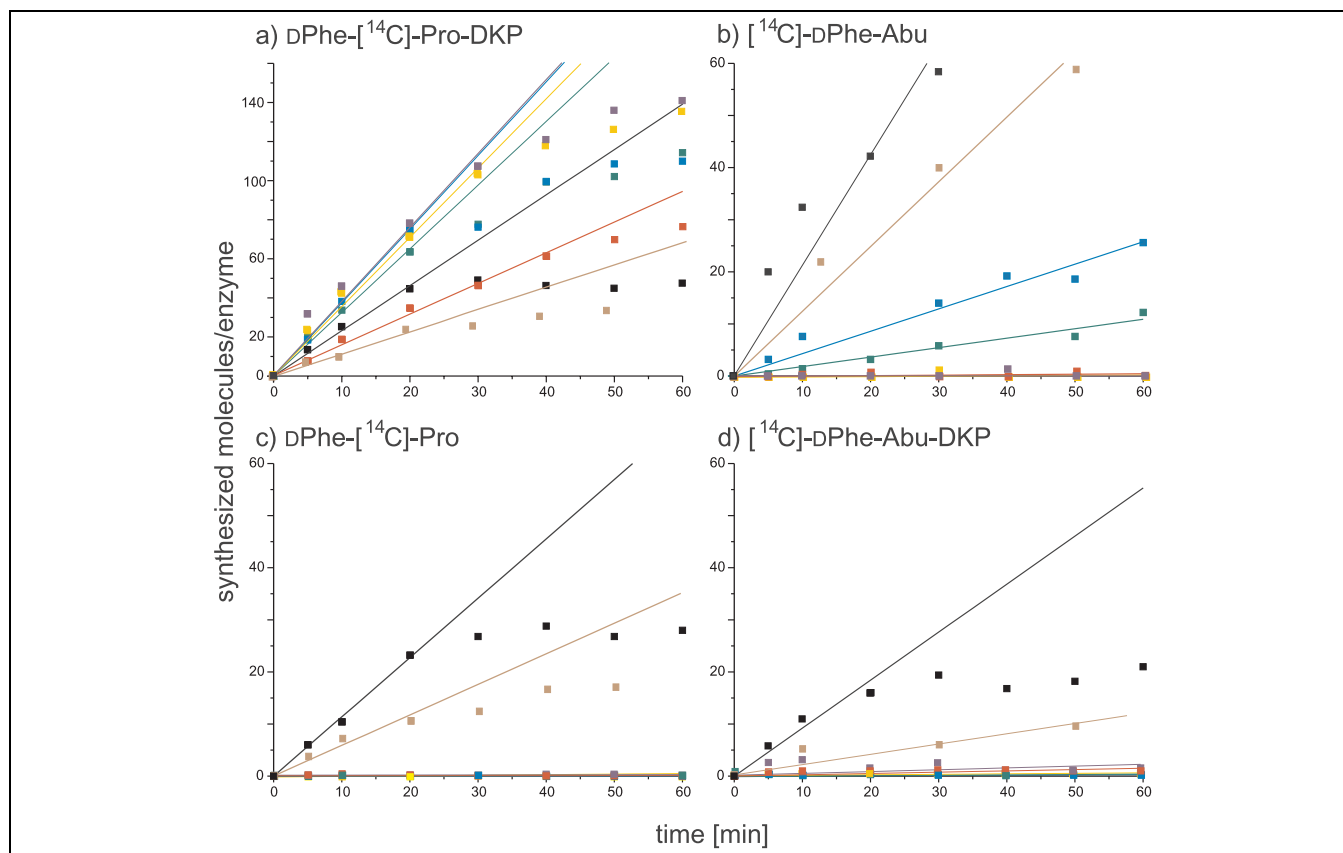 a) DPhe-[¹⁴C]-Pro-DKP
b) [¹⁴C]-DPhe-Abu
140
100
60
20
0
0 10 20 30 40 50 60
60
40
20
0
0 10 20 30 40 50 60
synthesized molecules/enzyme
c) DPhe-[¹⁴C]-Pro
d) [¹⁴C]-DPhe-Abu-DKP
60
40
20
0
0 10 20 30 40 50 60
60
40
20
0
0 10 20 30 40 50 60
time [min]